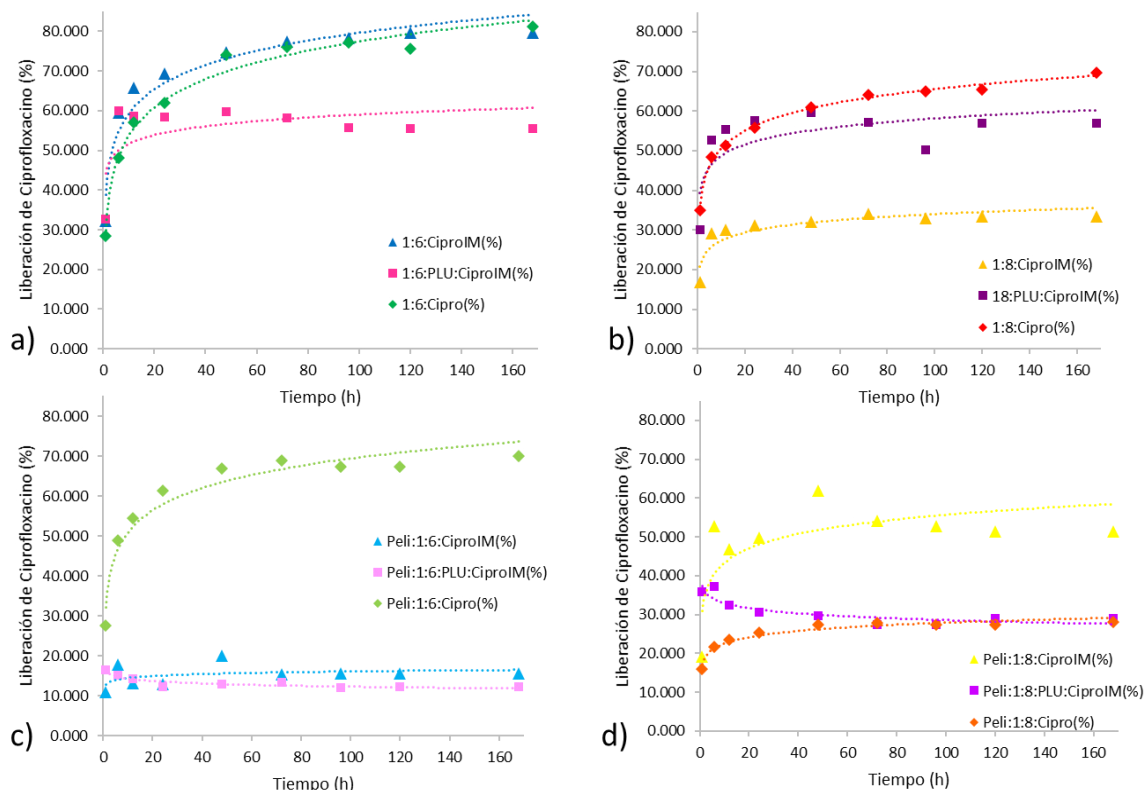 Liberación de Ciprofloxacino (%)
80.000
70.000
60.000
50.000
40.000
30.000
20.000
10.000
0.000
1:6:CiproIM(%)
1:6:PLU:CiproIM(%)
1:6:Cipro(%)
a)
0 20 40 60 80 100 120 140 160
Tiempo (h)
Liberación de Ciprofloxacino (%)
80.000
70.000
60.000
50.000
40.000
30.000
20.000
10.000
0.000
1:8:CiproIM(%)
18:PLU:CiproIM(%)
1:8:Cipro(%)
b)
0 20 40 60 80 100 120 140 160
Tiempo (h)
Liberación de Ciprofloxacino (%)
80.000
70.000
60.000
50.000
40.000
30.000
20.000
10.000
0.000
Peli:1:6:CiproIM(%)
Peli:1:6:PLU:CiproIM(%)
Peli:1:6:Cipro(%)
c)
0 20 40 60 80 100 120 140 160
Tiempo (h)
Liberación de Ciprofloxacino (%)
80.000
70.000
60.000
50.000
40.000
30.000
20.000
10.000
0.000
Peli:1:8:CiproIM(%)
Peli:1:8:PLU:CiproIM(%)
Peli:1:8:Cipro(%)
d)
0 20 40 60 80 100 120 140 160
Tiempo (h)